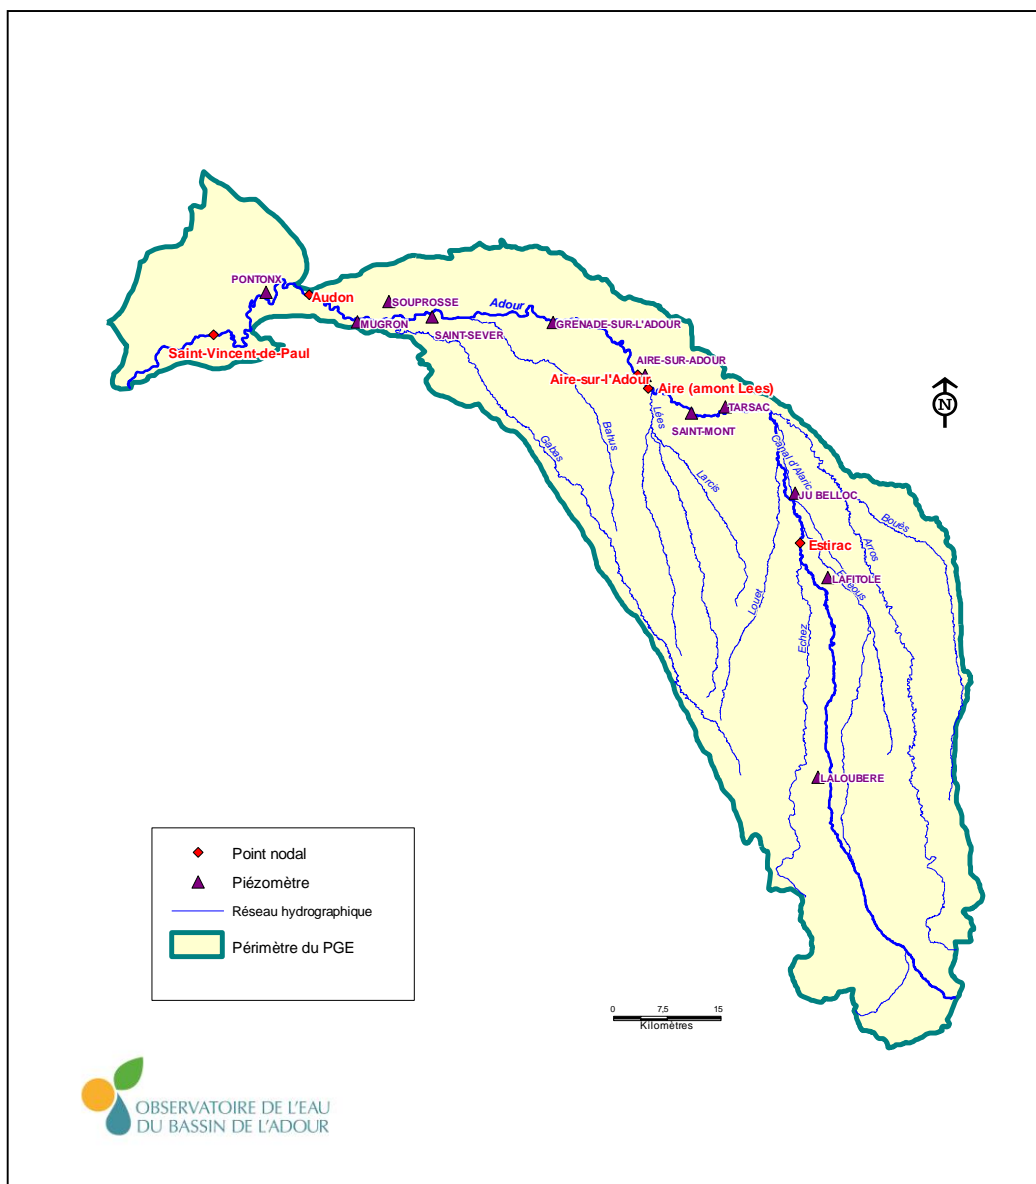 PONTONX
Audon
SOUPROSSE
Adour
MUGRON
SAINT-SEVER
GRENADE-SUR-L'ADOUR
Saint-Vincent-de-Paul
AIRE-SUR-ADOUR
Aire-sur-l'Adour
Aire (amont Lees)
N
TARSAC
SAINT-MONT
Lées
Bahus
Gabas
Larcis
Canal d'Alaric
JU BELLOC
Bouès
Arros
Estirac
LAFITOLE
Louet
Echez
LALOUBERE
Point nodal
Piézomètre
Réseau hydrographique
Périmètre du PGE
0 7,5 15
Kilomètres
OBSERVATOIRE DE L'EAU
DU BASSIN DE L'ADOUR